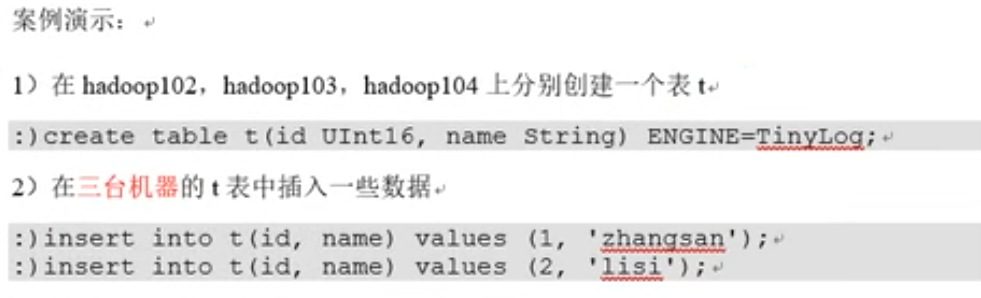 案例演示：
1）在 hadoop102，hadoop103，hadoop104 上分别创建一个表 t
:)create table t(id UInt16, name String) ENGINE=TinyLog;
2）在三台机器的 t 表中插入一些数据
:)insert into t(id, name) values (1, 'zhangsan');
:)insert into t(id, name) values (2, 'lisi');